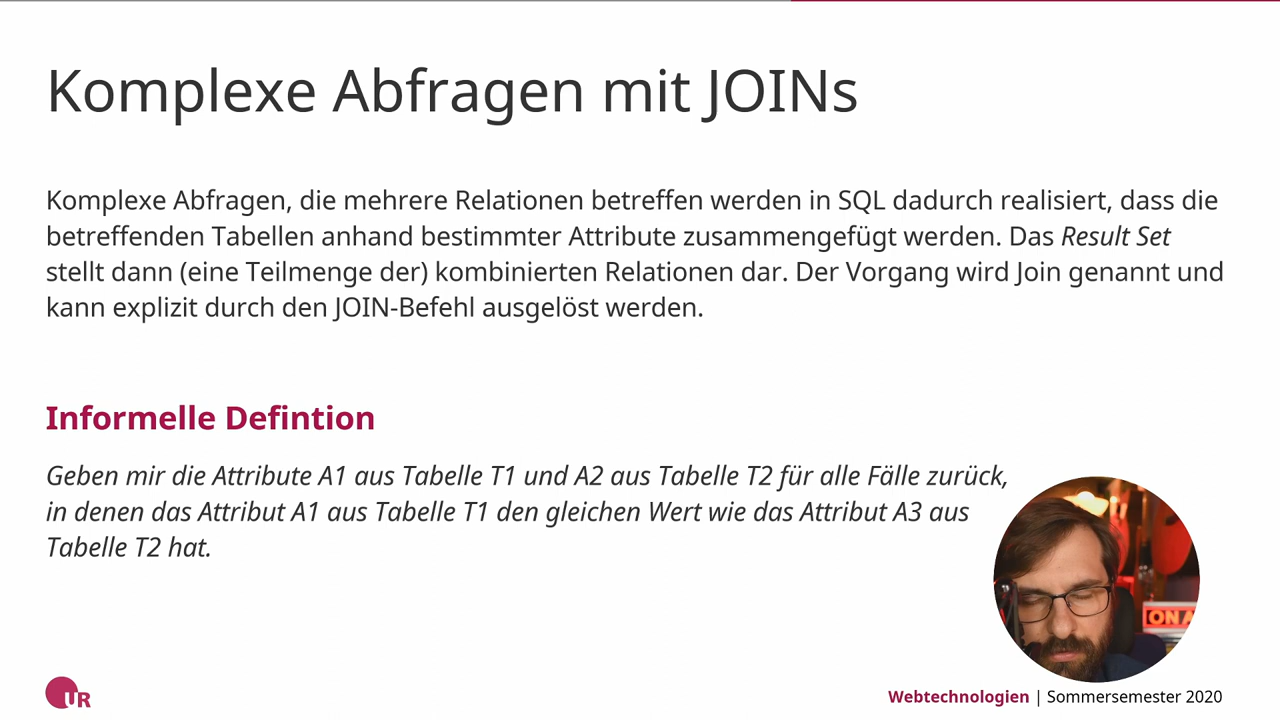 Komplexe Abfragen mit JOINs
Komplexe Abfragen, die mehrere Relationen betreffen werden in SQL dadurch realisiert, dass die
betreffenden Tabellen anhand bestimmter Attribute zusammengefügt werden. Das Result Set
stellt dann (eine Teilmenge der) kombinierten Relationen dar. Der Vorgang wird Join genannt und
kann explizit durch den JOIN-Befehl ausgelöst werden.
Informelle Defintion
Geben mir die Attribute A1 aus Tabelle T1 und A2 aus Tabelle T2 für alle Fälle zurück,
in denen das Attribut A1 aus Tabelle T1 den gleichen Wert wie das Attribut A3 aus
Tabelle T2 hat.
ON A
UR
Webtechnologien | Sommersemester 2020